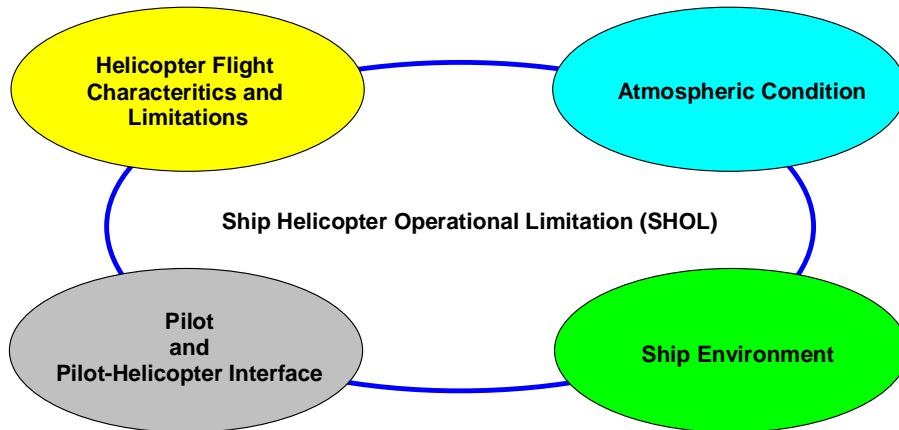 Helicopter Flight
Characteritics and
Limitations
Atmospheric Condition
Ship Helicopter Operational Limitation (SHOL)
Pilot
and
Pilot-Helicopter Interface
Ship Environment